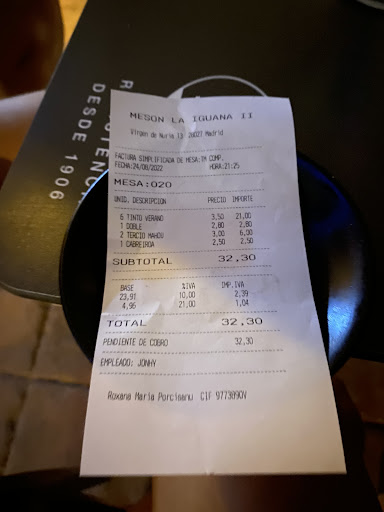 DESDE 1906
MESON LA IGUANA II
Virgen de Nuria 13 28027 Madrid
FACTURA SIMPLIFICADA DE MESA:7M COMP.
FECHA:24/08/2022 HORA:21:25
MESA:020
UNID. DESCRIPCION PRECIO IMPORTE
6 TINTO VERANO 3,50 21,00
1 DOBLE 2,80 2,80
2 TERCIO MAHOU 3,00 6,00
1 CABREIROA 2,50 2,50
SUBTOTAL 32,30
BASE %IVA IMP.IVA
23,91 10,00 2,39
4,96 21,00 1,04
TOTAL 32,30
PENDIENTE DE COBRO 32,30
EMPLEADO: JONHY
Roxana Maria Porcisanu CIF 9773090V